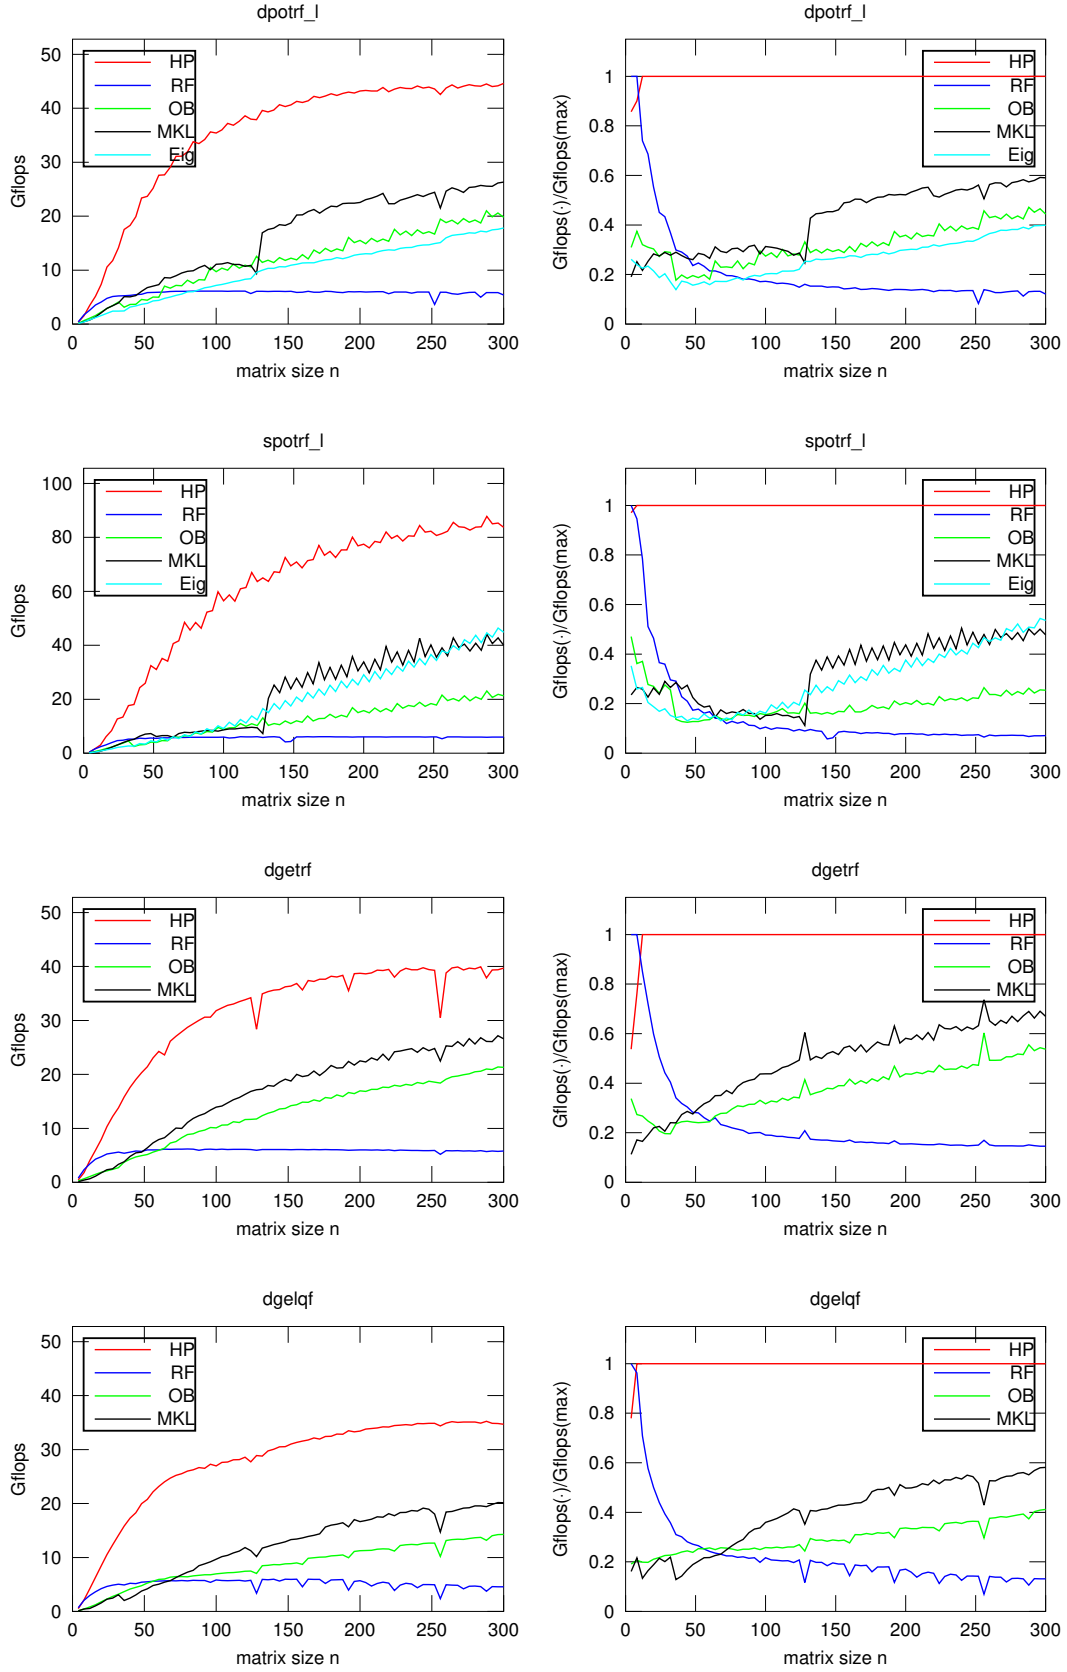 dpotrf_l
Gflops
50
40
30
20
10
0
HP
RF
OB
MKL
Eig
0 50 100 150 200 250 300
matrix size n
dpotrf_l
Gflops(·)/Gflops(max)
1
0.8
0.6
0.4
0.2
0
HP
RF
OB
MKL
Eig
0 50 100 150 200 250 300
matrix size n
spotrf_l
Gflops
100
80
60
40
20
0
HP
RF
OB
MKL
Eig
0 50 100 150 200 250 300
matrix size n
spotrf_l
Gflops(·)/Gflops(max)
1
0.8
0.6
0.4
0.2
0
HP
RF
OB
MKL
Eig
0 50 100 150 200 250 300
matrix size n
dgetrf
Gflops
50
40
30
20
10
0
HP
RF
OB
MKL
0 50 100 150 200 250 300
matrix size n
dgetrf
Gflops(·)/Gflops(max)
1
0.8
0.6
0.4
0.2
0
HP
RF
OB
MKL
0 50 100 150 200 250 300
matrix size n
dgelqf
Gflops
50
40
30
20
10
0
HP
RF
OB
MKL
0 50 100 150 200 250 300
matrix size n
dgelqf
Gflops(·)/Gflops(max)
1
0.8
0.6
0.4
0.2
0
HP
RF
OB
MKL
0 50 100 150 200 250 300
matrix size n